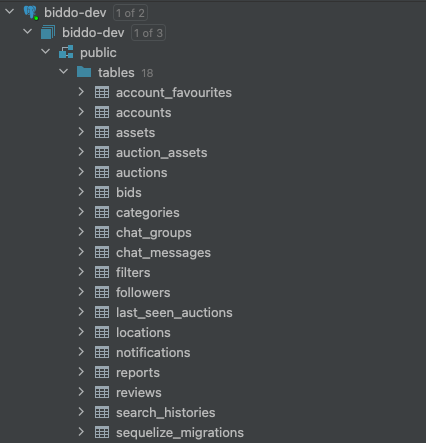 biddo-dev 1 of 2
biddo-dev 1 of 3
public
tables 18
account_favourites
accounts
assets
auction_assets
auctions
bids
categories
chat_groups
chat_messages
filters
followers
last_seen_auctions
locations
notifications
reports
reviews
search_histories
sequelize_migrations